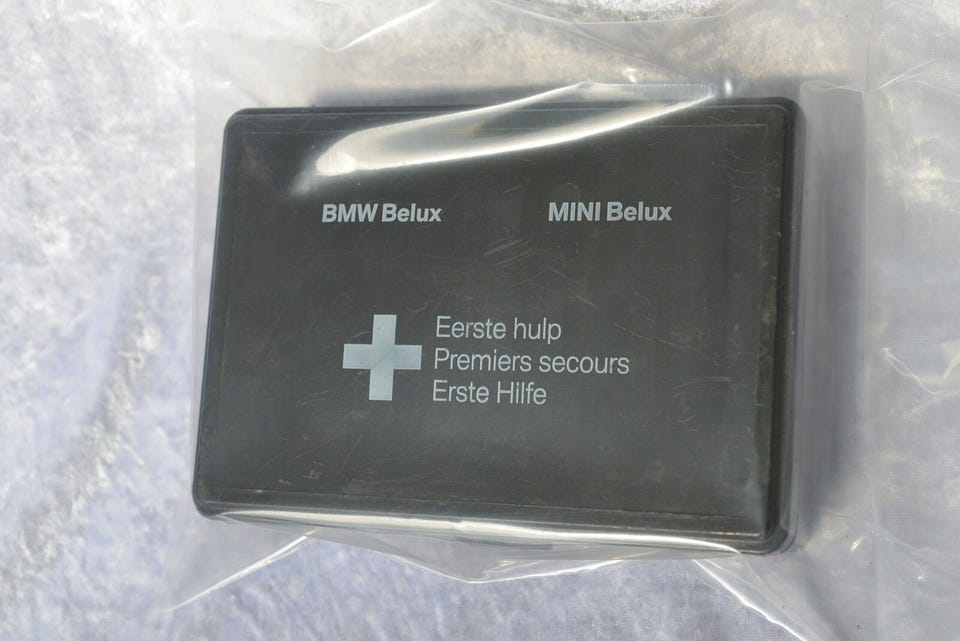 BMW Belux MINI Belux
Eerste hulp
Premiers secours
Erste Hilfe